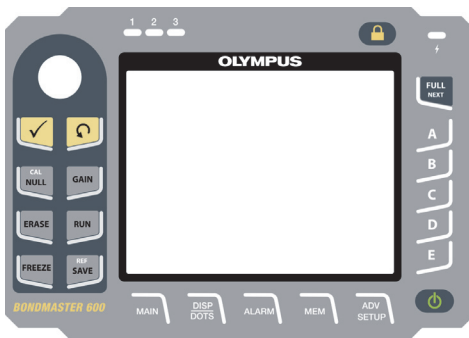 1 2 3
OLYMPUS
FULL
NEXT
A
B
C
D
E
CAL
NULL
GAIN
ERASE
RUN
FREEZE
REF
SAVE
BONDMASTER 600
MAIN
DISP
DOTS
ALARM
MEM
ADV
SETUP